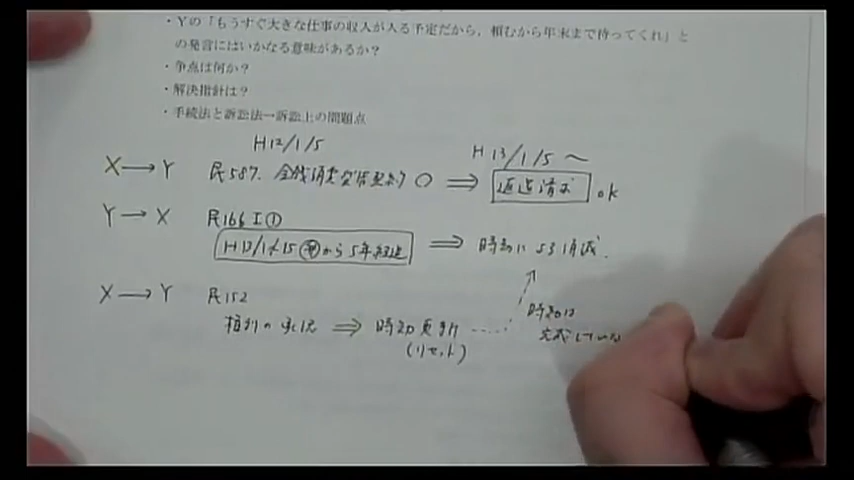 ・Yの「もうすぐ大きな仕事の収入が入る予定だから，頼むから年末まで待ってくれ」と
の発言にはいかなる意味があるか？
・争点は何か？
・解決指針は？
・手続法と訴訟法―訴訟上の問題点
H12/1/5
H13/1/5〜
X→Y 民587. 金銭消費貸借契約 ○ ⇒ 返還請求 ok
Y→X 民166Ⅰ①
H13/1/15 から5年経過 ⇒ 時効による消滅.
X→Y 民152
権利の承認 ⇒ 時効更新 ……
(リセット)
時効は
完成していない